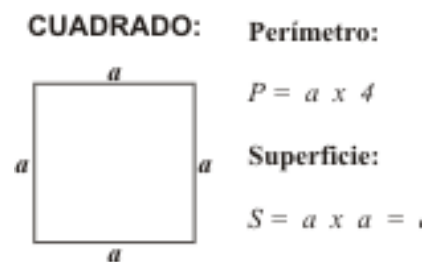 CUADRADO:
Perímetro:
a
P = a x 4
a
a
Superficie:
S = a x a =
a